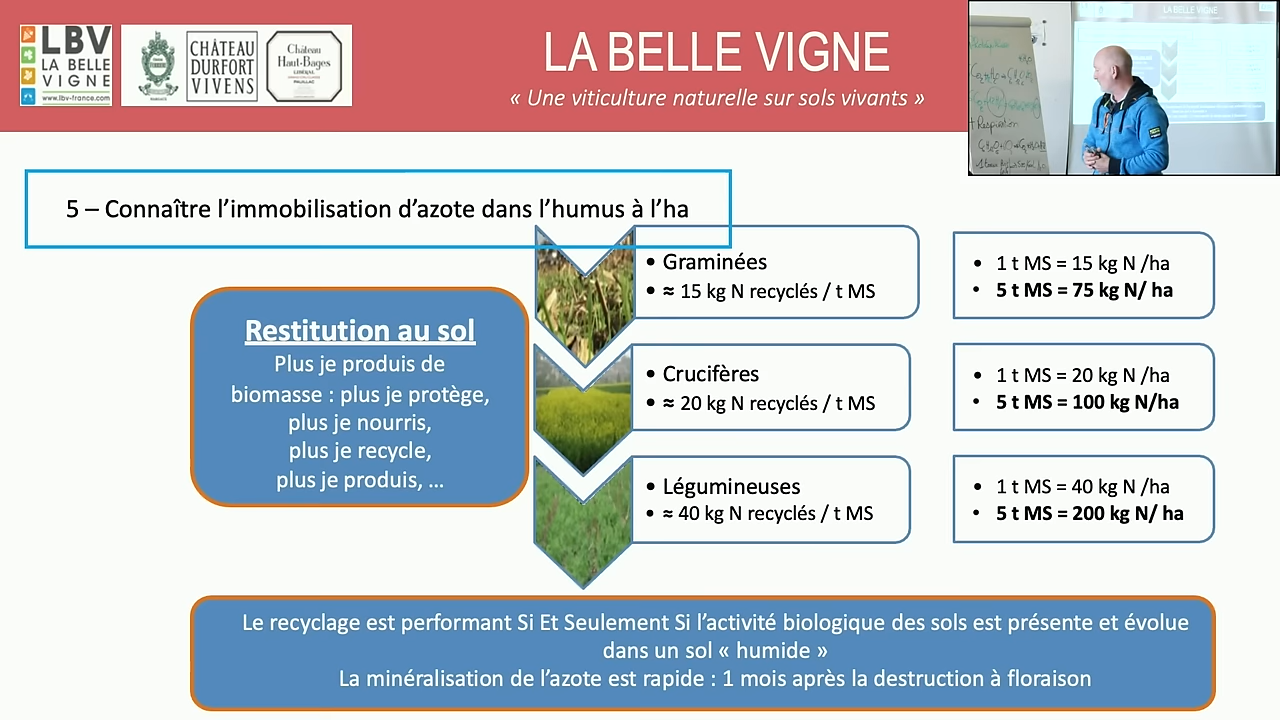 LBV
LA BELLE
VIGNE
www.lbv-france.com
CHÂTEAU
DURFORT
VIVENS
Château
Haut-Bages
LIBÉRAL
PAUILLAC
LA BELLE VIGNE
« Une viticulture naturelle sur sols vivants »
LA BELLE VIGNE
Respiration
5 – Connaître l’immobilisation d’azote dans l’humus à l’ha
Restitution au sol
Plus je produis de
biomasse : plus je protège,
plus je nourris,
plus je recycle,
plus je produis, ...
• Graminées
• ≈ 15 kg N recyclés / t MS
• 1 t MS = 15 kg N /ha
• 5 t MS = 75 kg N/ ha
• Crucifères
• ≈ 20 kg N recyclés / t MS
• 1 t MS = 20 kg N /ha
• 5 t MS = 100 kg N/ha
• Légumineuses
• ≈ 40 kg N recyclés / t MS
• 1 t MS = 40 kg N /ha
• 5 t MS = 200 kg N/ ha
Le recyclage est performant Si Et Seulement Si l’activité biologique des sols est présente et évolue
dans un sol « humide »
La minéralisation de l’azote est rapide : 1 mois après la destruction à floraison